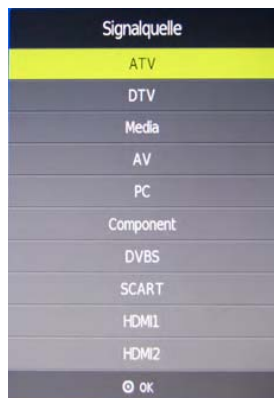 Signalquelle
ATV
DTV
Media
AV
PC
Component
DVBS
SCART
HDMI1
HDMI2
OK